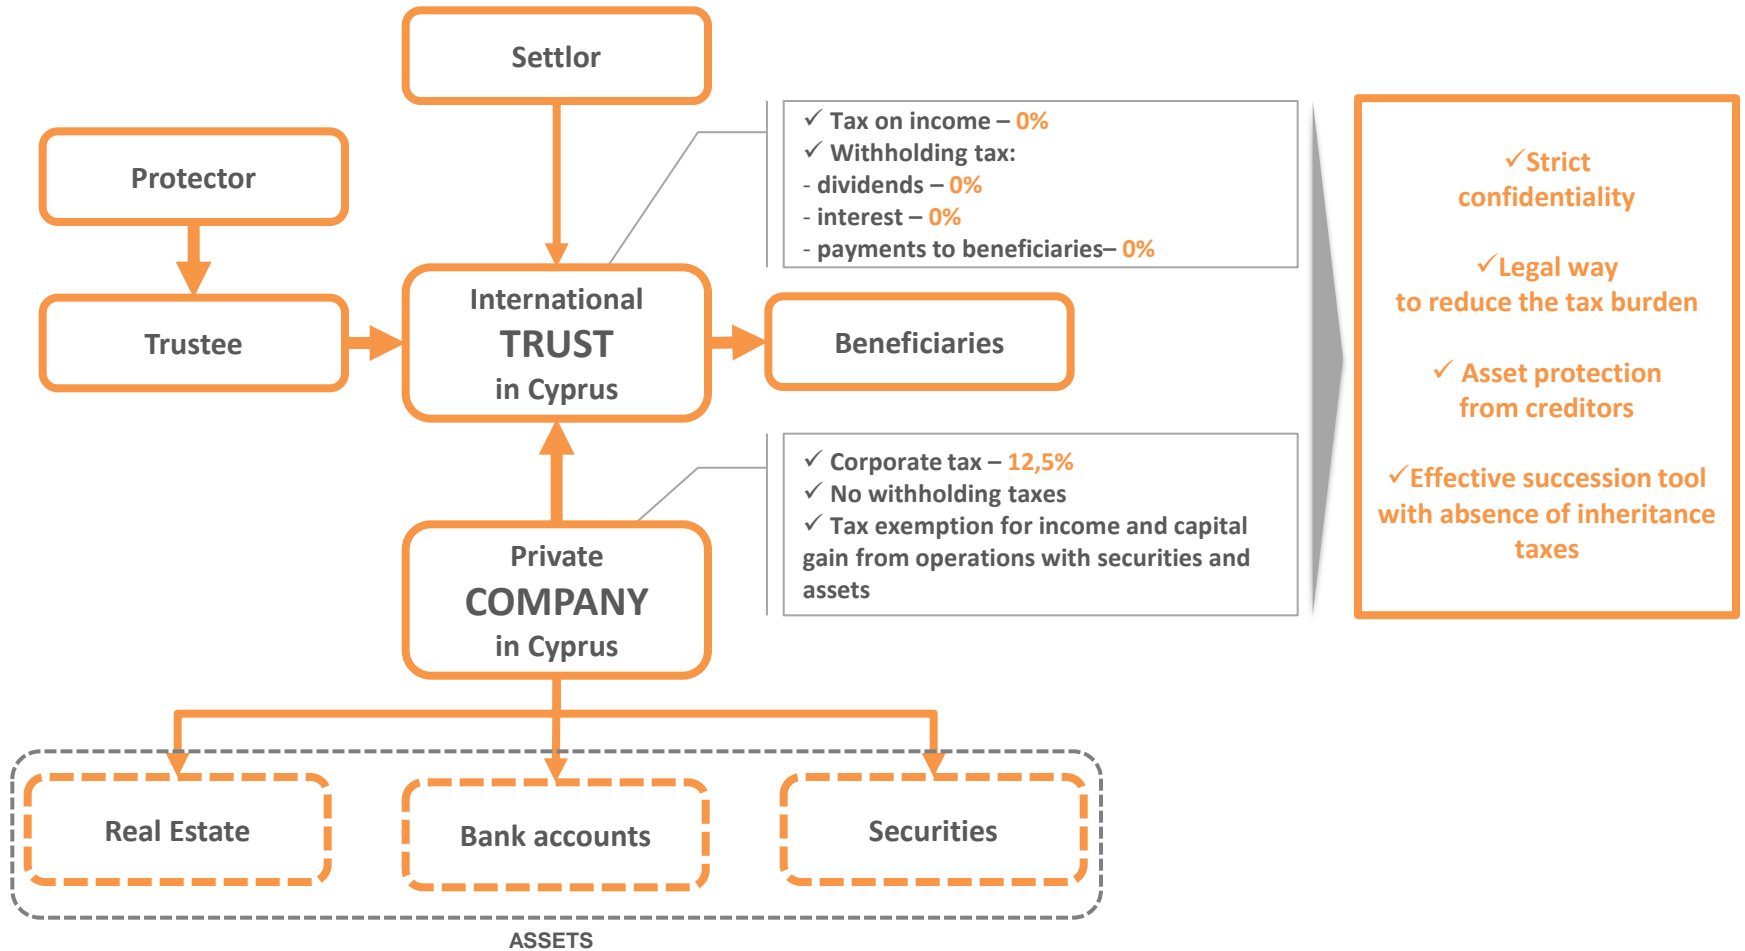 Settlor
Protector
Trustee
International
TRUST
in Cyprus
Beneficiaries
✓ Tax on income – 0%
✓ Withholding tax:
- dividends – 0%
- interest – 0%
- payments to beneficiaries– 0%
✓ Corporate tax – 12,5%
✓ No withholding taxes
✓ Tax exemption for income and capital
gain from operations with securities and
assets
✓Strict
confidentiality
✓Legal way
to reduce the tax burden
✓ Asset protection
from creditors
✓Effective succession tool
with absence of inheritance
taxes
Private
COMPANY
in Cyprus
Real Estate
Bank accounts
Securities
ASSETS